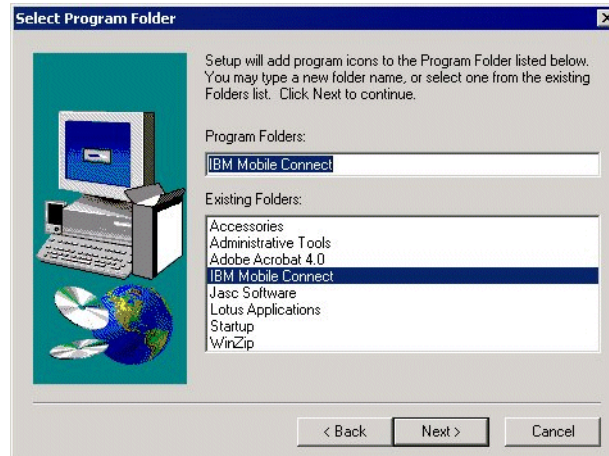 Select Program Folder
Setup will add program icons to the Program Folder listed below.
You may type a new folder name, or select one from the existing
Folders list. Click Next to continue.
Program Folders:
IBM Mobile Connect
Existing Folders:
Accessories
Administrative Tools
Adobe Acrobat 4.0
IBM Mobile Connect
Jasc Software
Lotus Applications
Startup
WinZip
< Back
Next >
Cancel